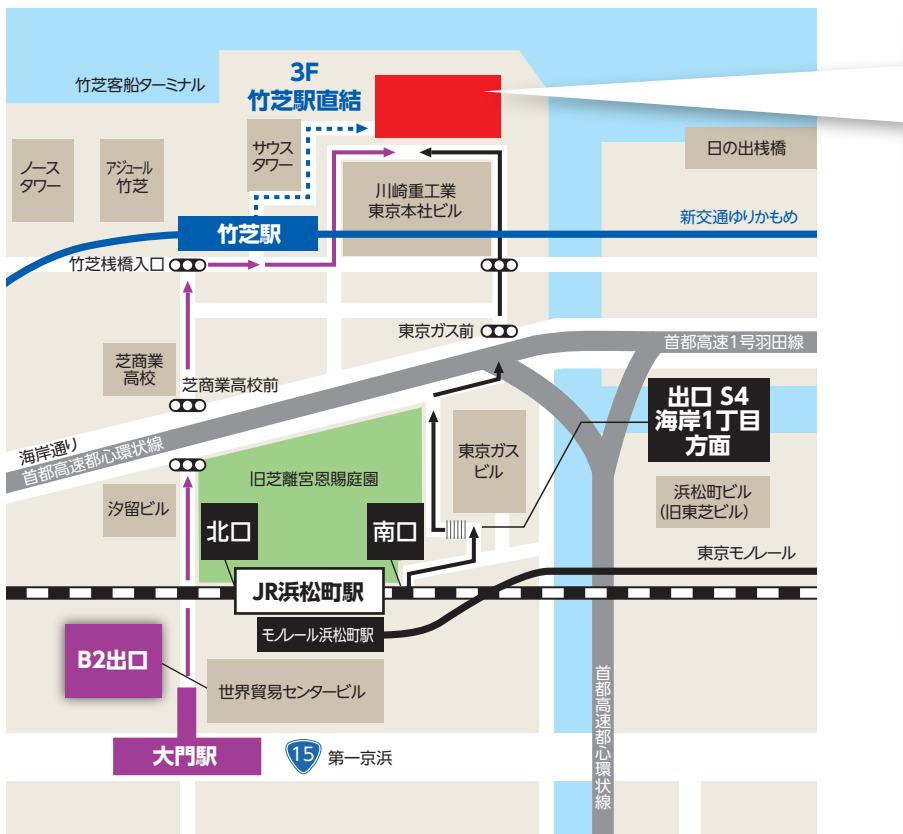 竹芝客船ターミナル
3F
竹芝駅直結
サウス
タワー
ノース
タワー
アジュール
竹芝
日の出桟橋
川崎重工業
東京本社ビル
新交通ゆりかもめ
竹芝駅
竹芝桟橋入口
東京ガス前
首都高速1号羽田線
芝商業
高校
芝商業高校前
出口 S4
海岸1丁目
方面
海岸通り
首都高速都心環状線
東京ガス
ビル
旧芝離宮恩賜庭園
汐留ビル
浜松町ビル
(旧東芝ビル)
北口
南口
東京モノレール
JR浜松町駅
モノレール浜松町駅
B2出口
世界貿易センタービル
首都高速都心環状線
大門駅
15
第一京浜